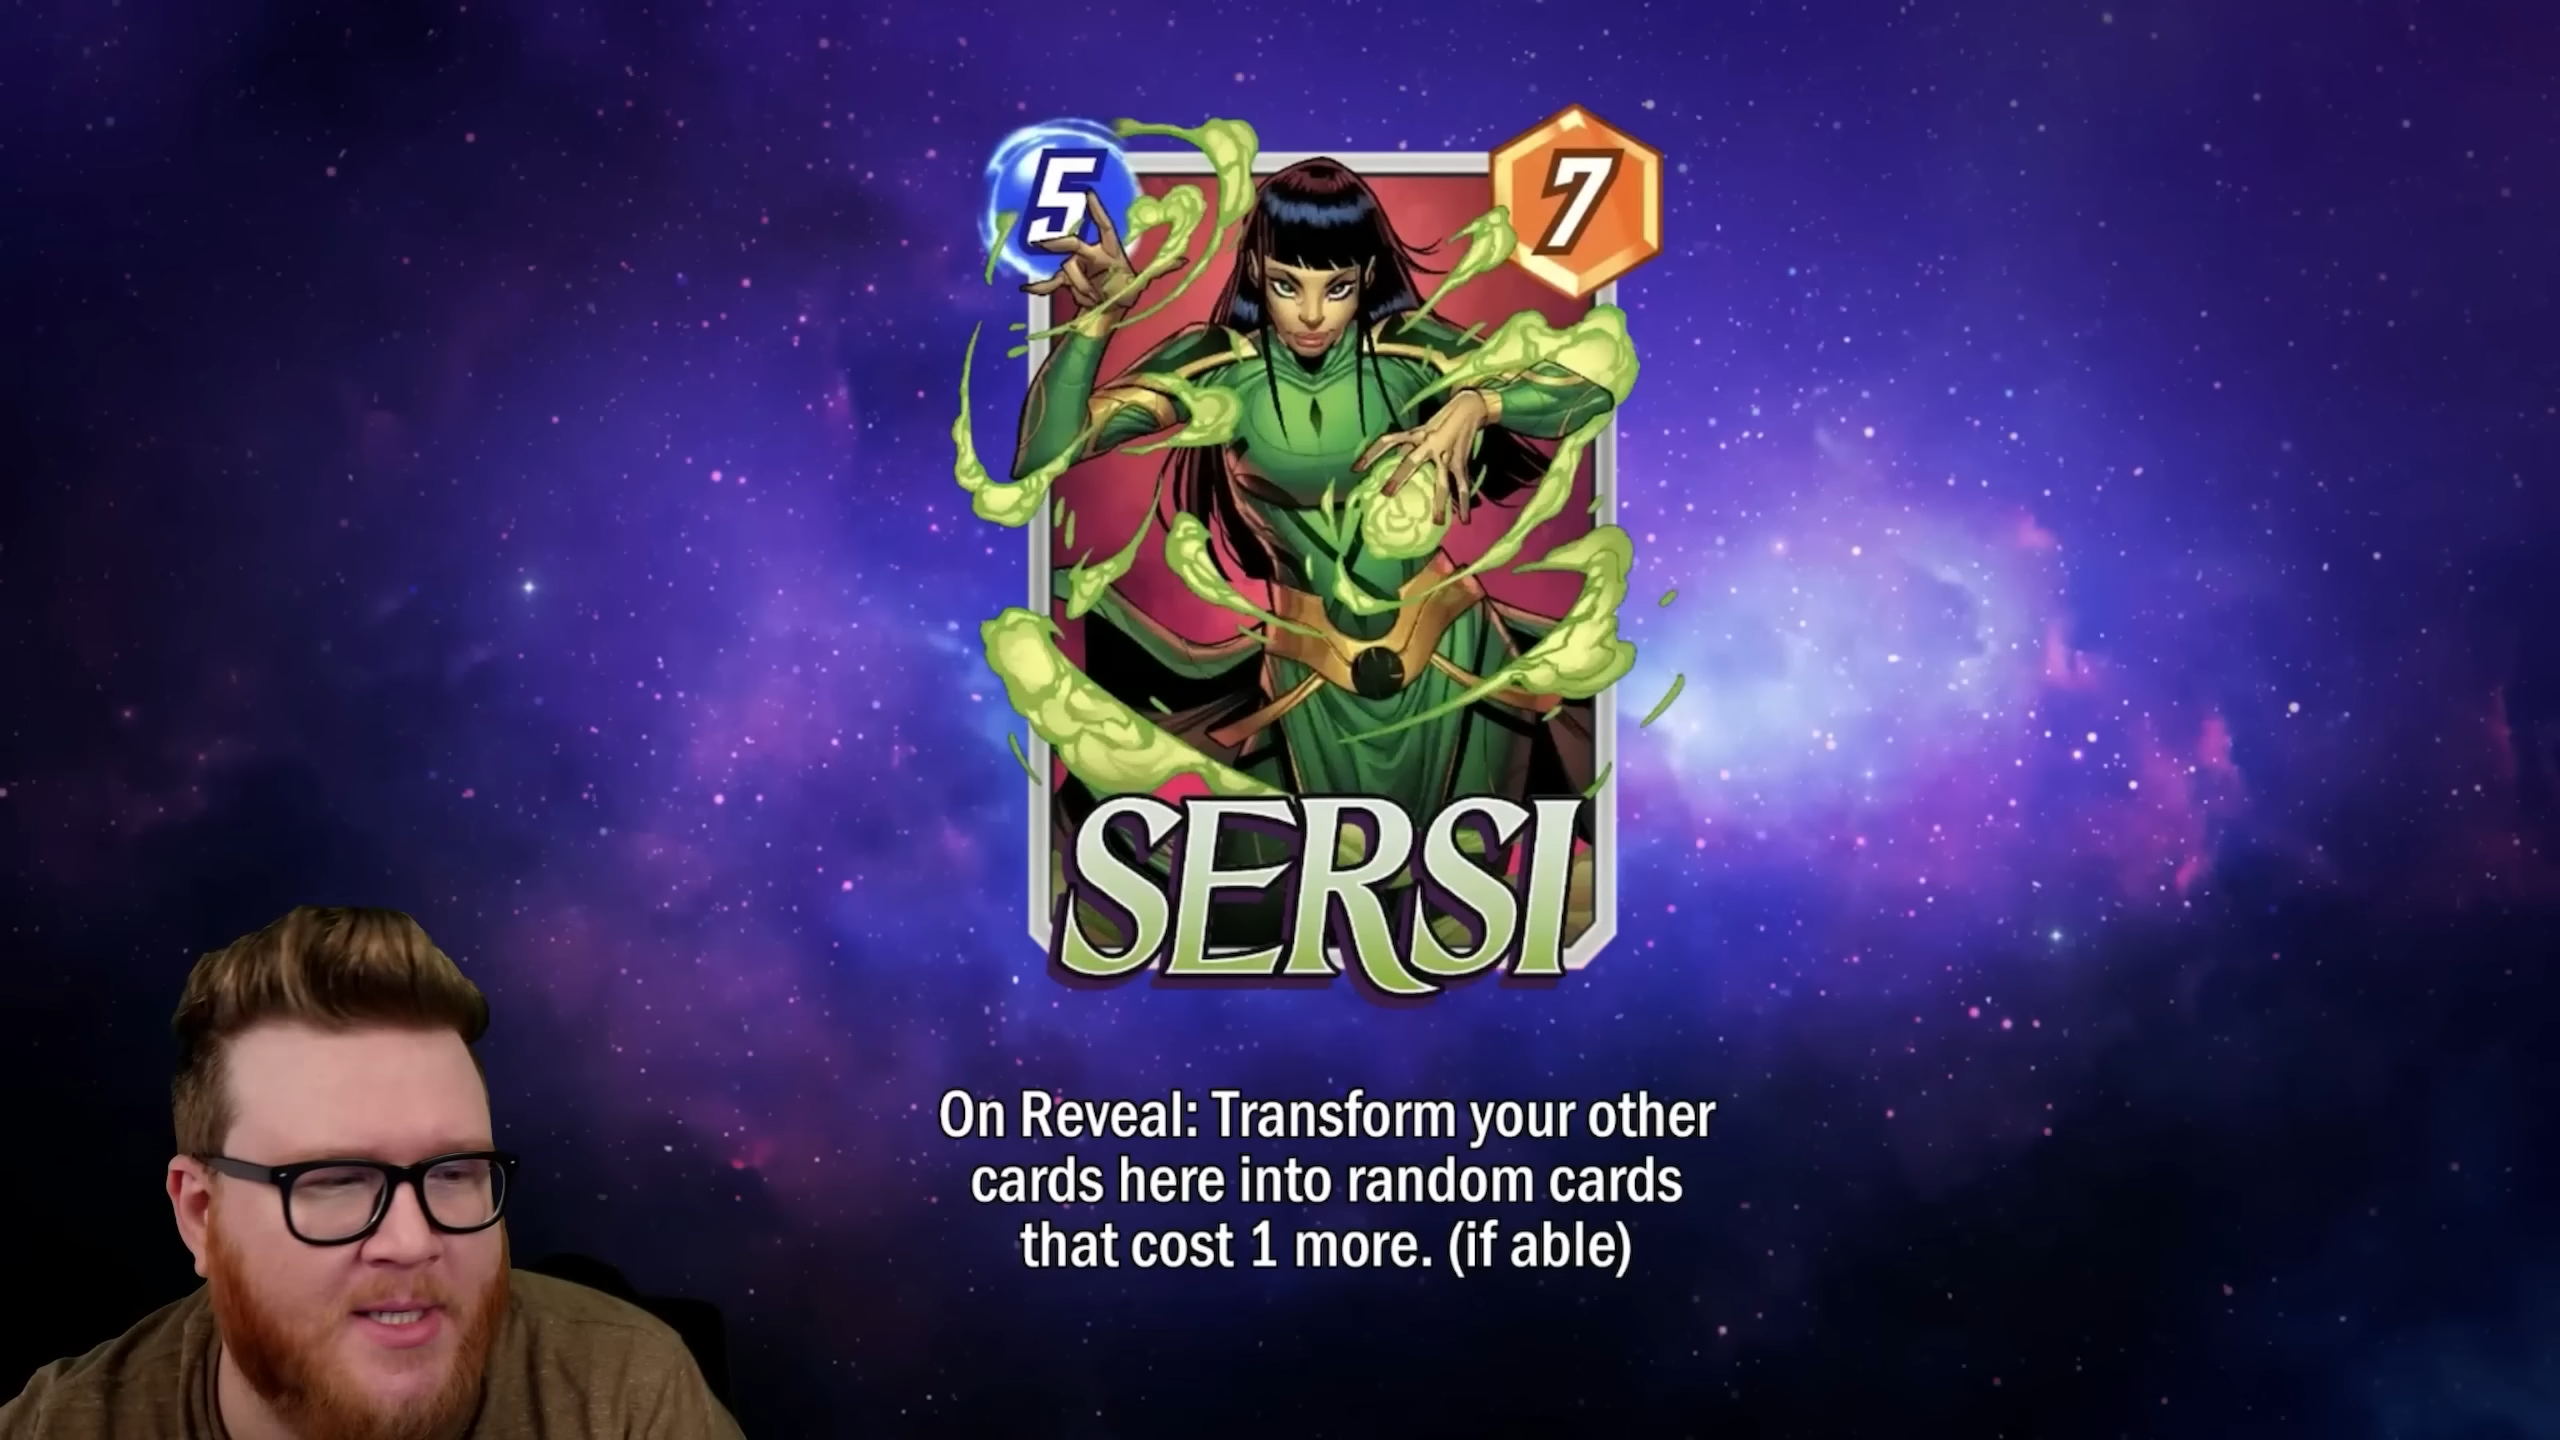 5
7
SERSI
On Reveal: Transform your other
cards here into random cards
that cost 1 more. (if able)